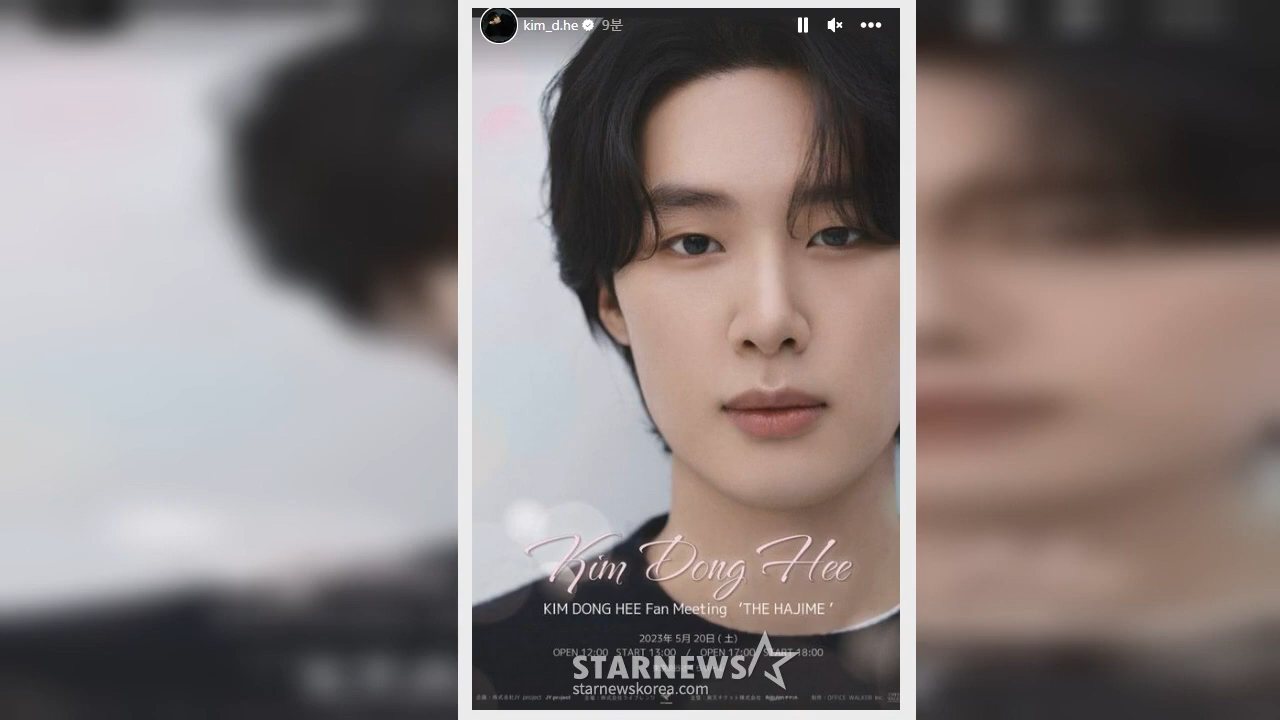 kim_d.he 9분
Kim Dong Hee
KIM DONG HEE Fan Meeting ‘THE HAJIME ’
2023年 5月 20日 ( 土 )
OPEN 12:00 START 13:00 / OPEN 17:00 START 18:00
STARNEWS
starnewskorea.com